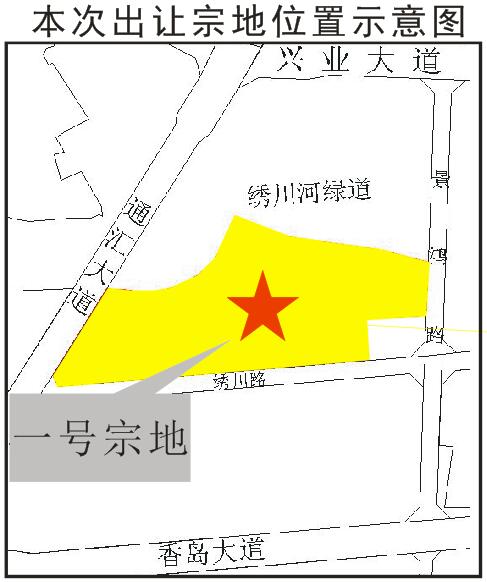 本次出让宗地位置示意图
兴业大道
绣川河绿道
景鸿路
通汇大道
绣川路
一号宗地
香岛大道